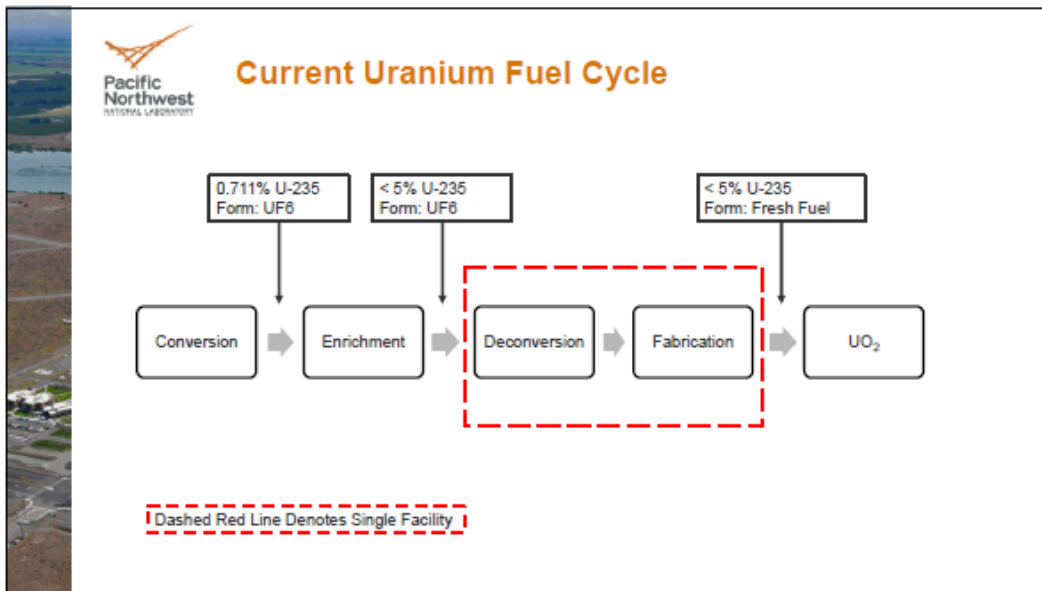 Pacific
Northwest
NATIONAL LABORATORY
Current Uranium Fuel Cycle
0.711% U-235
Form: UF6
< 5% U-235
Form: UF6
< 5% U-235
Form: Fresh Fuel
Conversion
Enrichment
Deconversion
Fabrication
UO₂
Dashed Red Line Denotes Single Facility